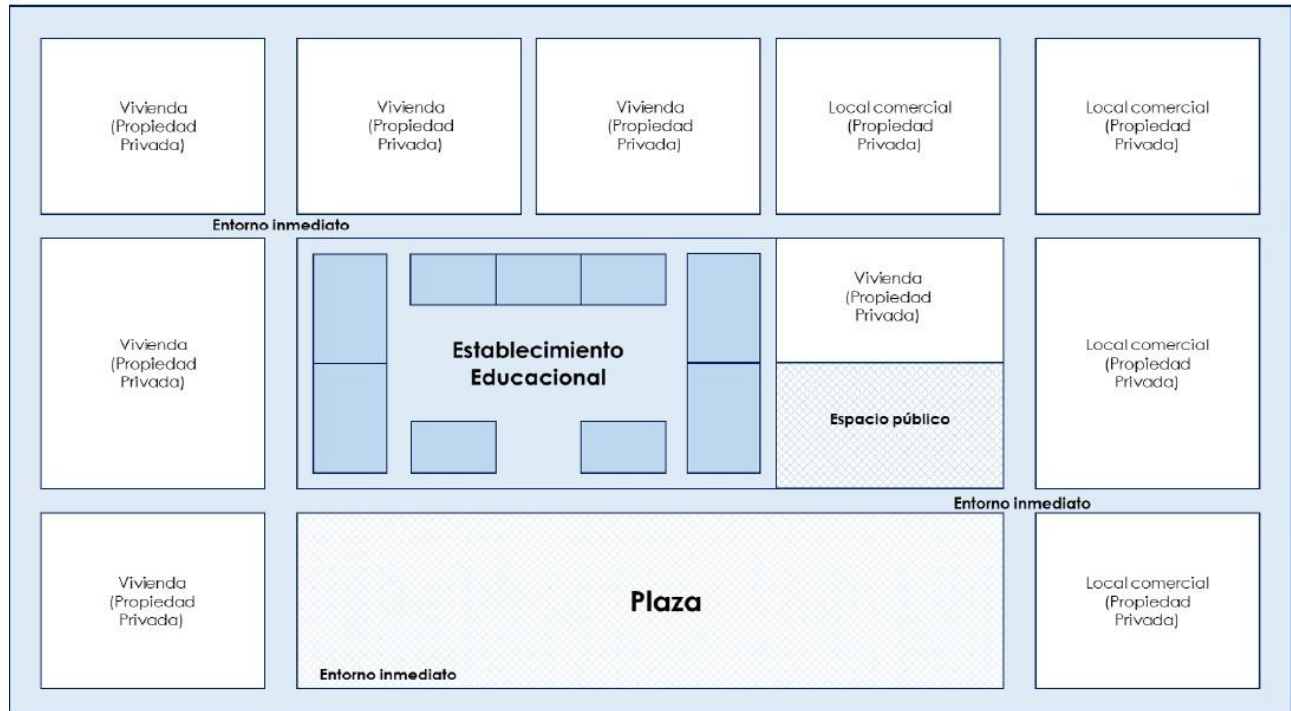 Vivienda
(Propiedad
Privada)
Vivienda
(Propiedad
Privada)
Vivienda
(Propiedad
Privada)
Local comercial
(Propiedad
Privada)
Local comercial
(Propiedad
Privada)
Entorno inmediato
Vivienda
(Propiedad
Privada)
Establecimiento
Educacional
Vivienda
(Propiedad
Privada)
Espacio público
Local comercial
(Propiedad
Privada)
Entorno inmediato
Vivienda
(Propiedad
Privada)
Plaza
Entorno inmediato
Local comercial
(Propiedad
Privada)